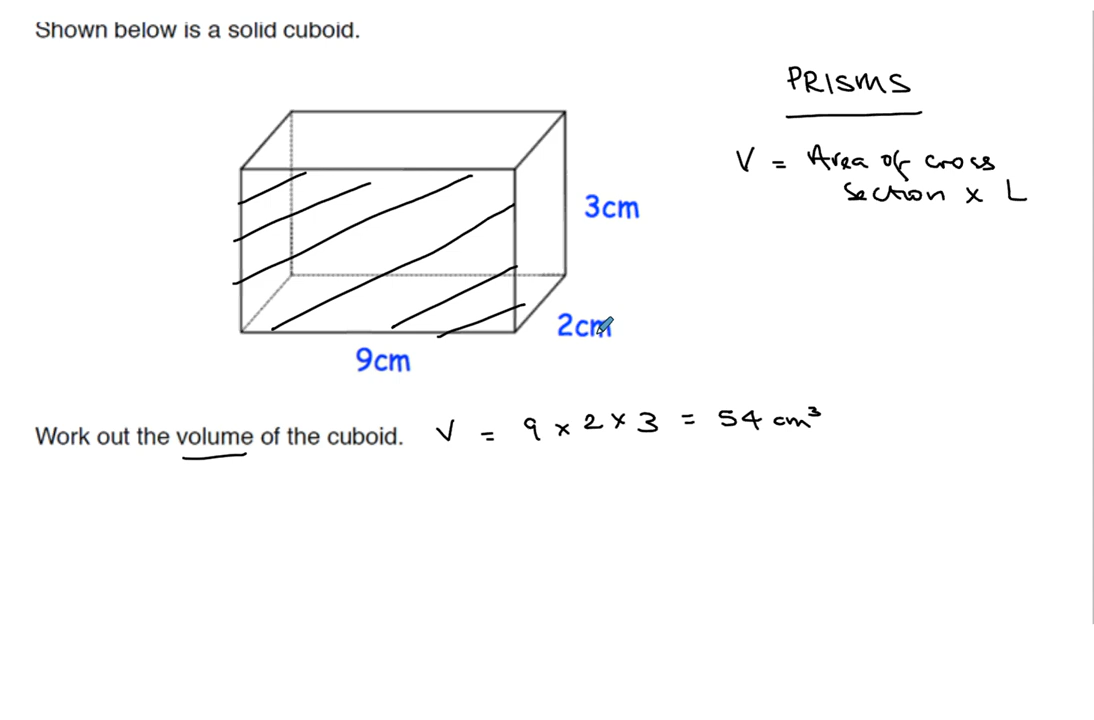 Shown below is a solid cuboid.
PRISMS
V = Area of cross
section x L
3cm
2cm
9cm
Work out the volume of the cuboid. V = 9 x 2 x 3 = 54 cm³